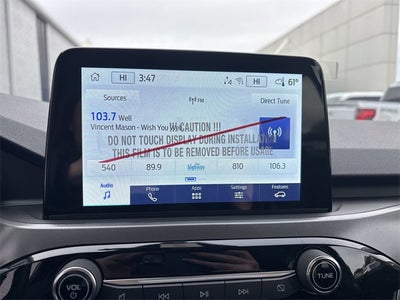 HI 3:47 HI 61°
Sources FM Direct Tune
103.7 Well
Vincent Mason - Wish You Well
!!! CAUTION !!!
DO NOT TOUCH DISPLAY DURING INSTALLATION
THIS FILM IS TO BE REMOVED BEFORE USAGE
540 89.9 highway 810 106.3
Audio Phone Apps Settings Features
VOL TUNE